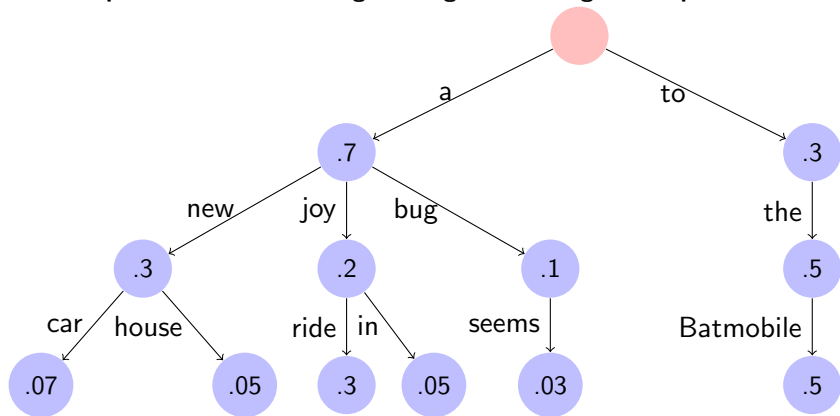 a to
.7 .3
new joy bug the
.3 .2 .1 .5
car house ride in seems Batmobile
.07 .05 .3 .05 .03 .5